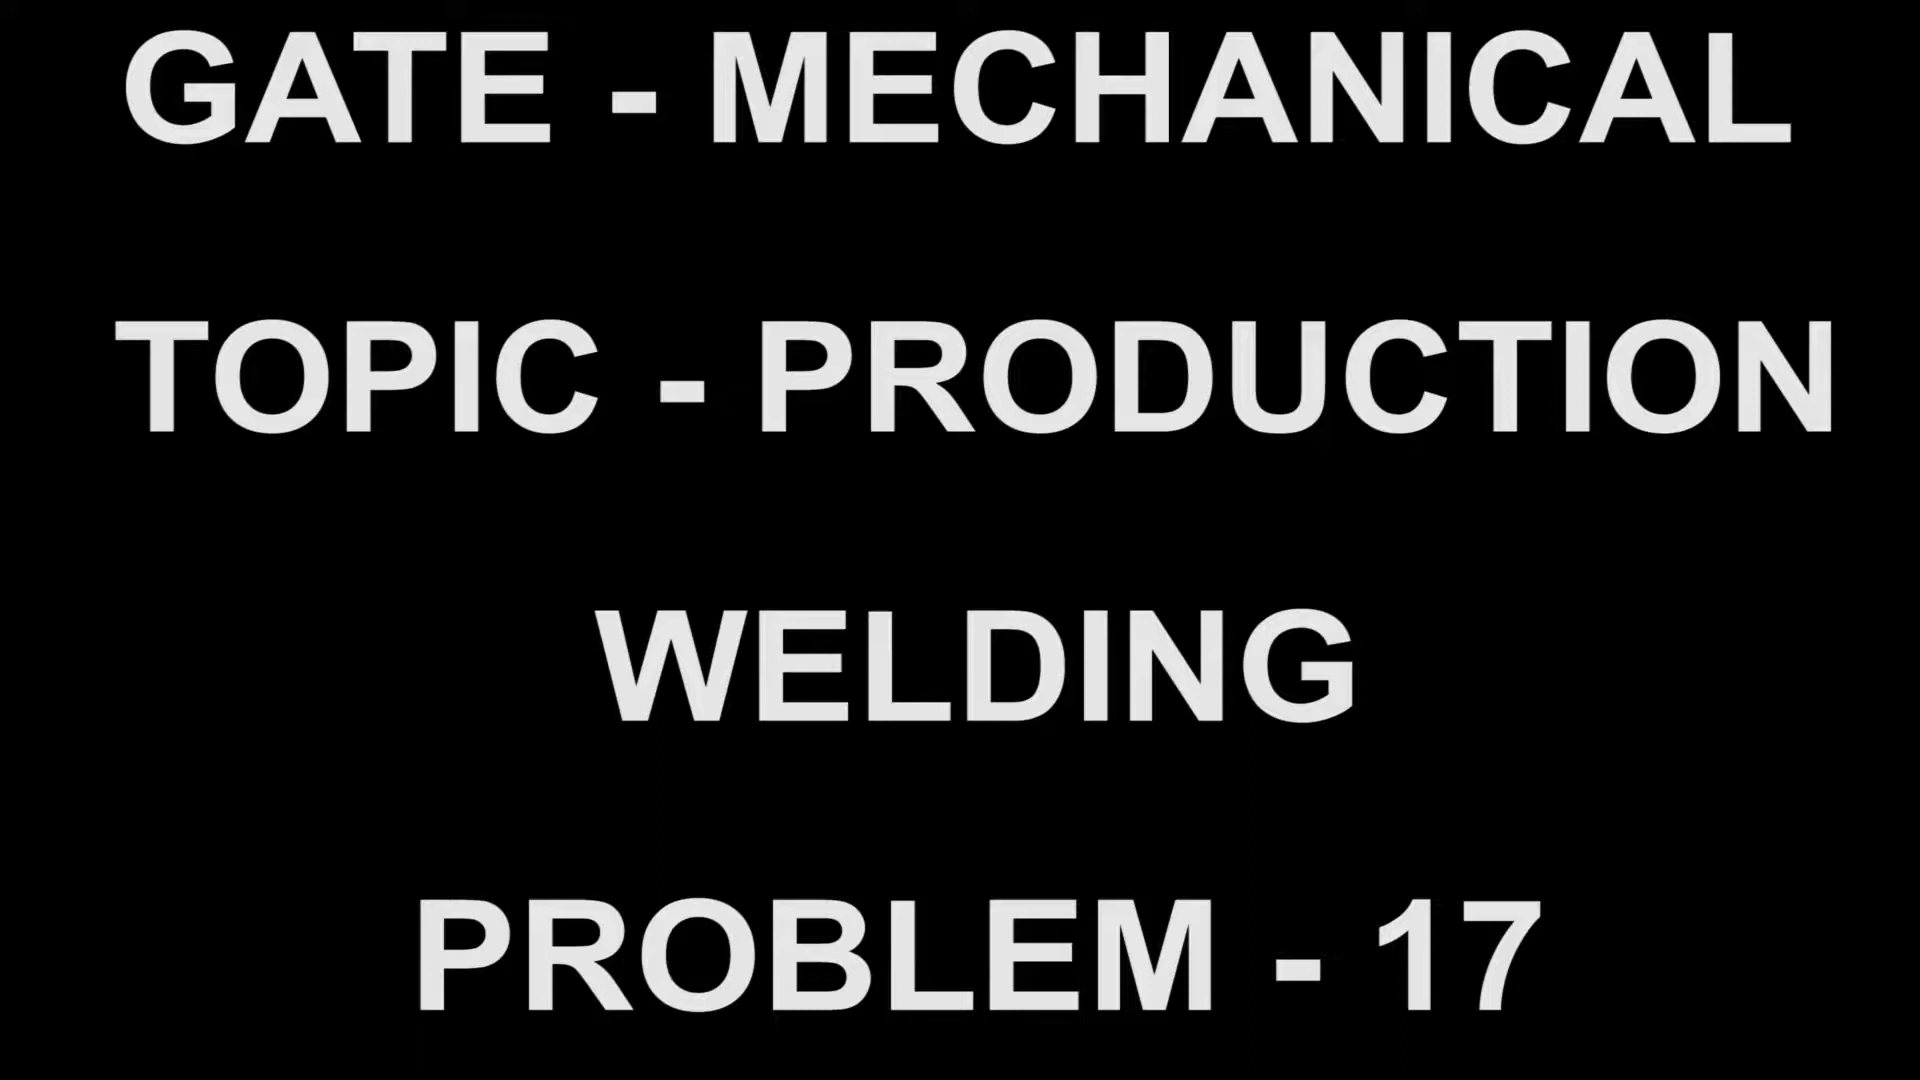 GATE - MECHANICAL
TOPIC - PRODUCTION
WELDING
PROBLEM - 17